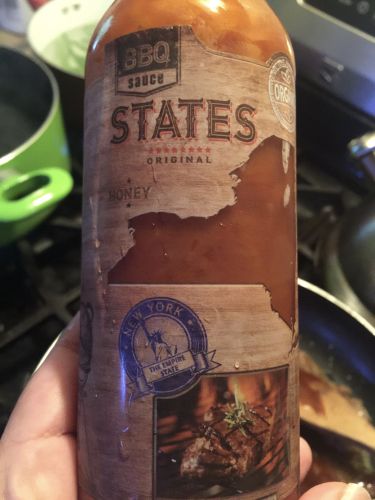 BBQ
sauce
STATES
ORIGINAL
HONEY
NEW YORK
THE EMPIRE
STATE